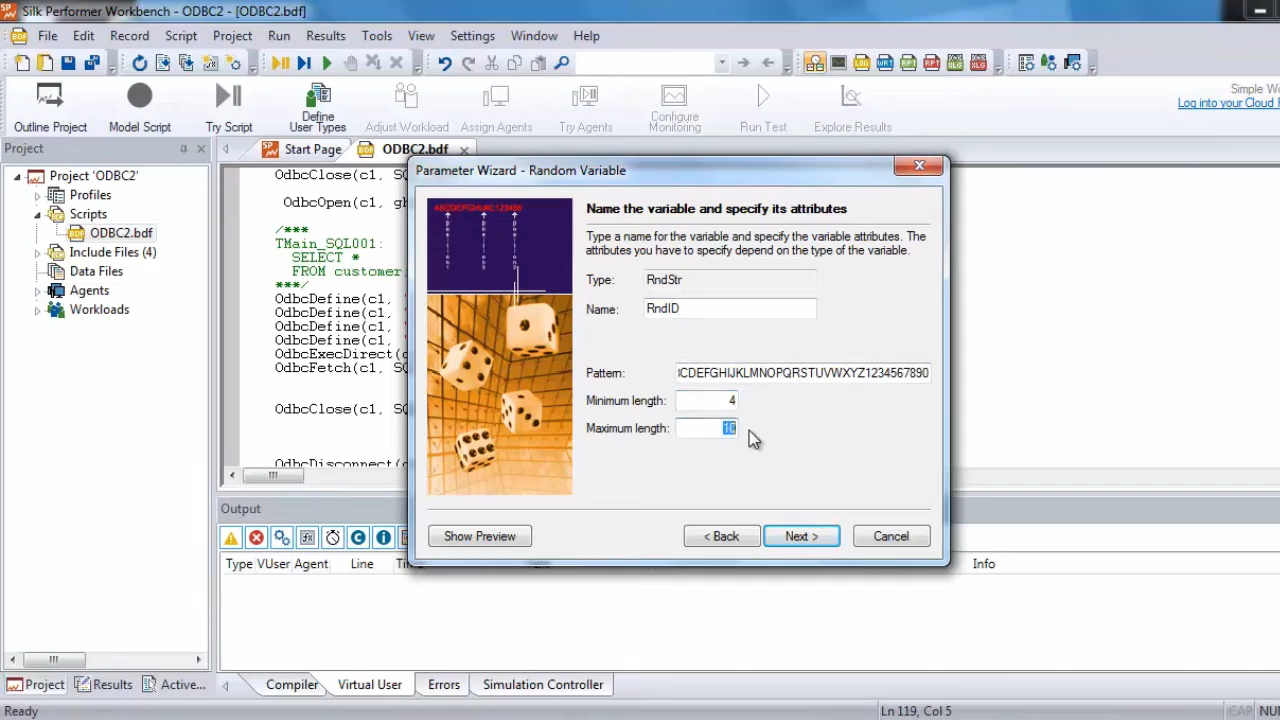 SP Silk Performer Workbench - ODBC2 - [ODBC2.bdf]
File Edit Record Script Project Run Results Tools View Settings Window Help
Outline Project Model Script Try Script Define User Types Adjust Workload Assign Agents Try Agents Configure Monitoring Run Test Explore Results
Log into your Cloud
Project
Start Page ODBC2.bdf
Project 'ODBC2'
Profiles
Scripts
ODBC2.bdf
Include Files (4)
Data Files
Agents
Workloads
OdbcClose(c1,
OdbcOpen(c1,
/***
TMain_SQL001:
SELECT *
FROM customer
***/
OdbcDefine(c1,
OdbcDefine(c1,
OdbcDefine(c1,
OdbcDefine(c1,
OdbcExecDirect(
OdbcFetch(c1,
OdbcClose(c1,
OdbcDisconnect(
Parameter Wizard - Random Variable
ABCDEFGHIJKL123456
Name the variable and specify its attributes
Type a name for the variable and specify the variable attributes. The
attributes you have to specify depend on the type of the variable.
Type: RndStr
Name: RndID
Pattern: CDEFGHIJKLMNOPQRSTUVWXYZ1234567890
Minimum length: 4
Maximum length: 10
Show Preview < Back Next > Cancel
Output
Type VUser Agent Line Info
Project Results Active... Compiler Virtual User Errors Simulation Controller
Ready Ln 119, Col 5 CAP NU